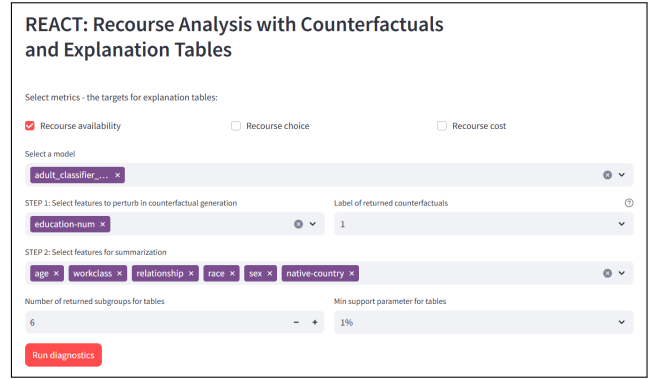 REACT: Recourse Analysis with Counterfactuals
and Explanation Tables
Select metrics - the targets for explanation tables:
Recourse availability Recourse choice Recourse cost
Select a model
adult_classifier_... ×
STEP 1: Select features to perturb in counterfactual generation Label of returned counterfactuals
education-num × 1
STEP 2: Select features for summarization
age × workclass × relationship × race × sex × native-country ×
Number of returned subgroups for tables Min support parameter for tables
6 - + 1%
Run diagnostics